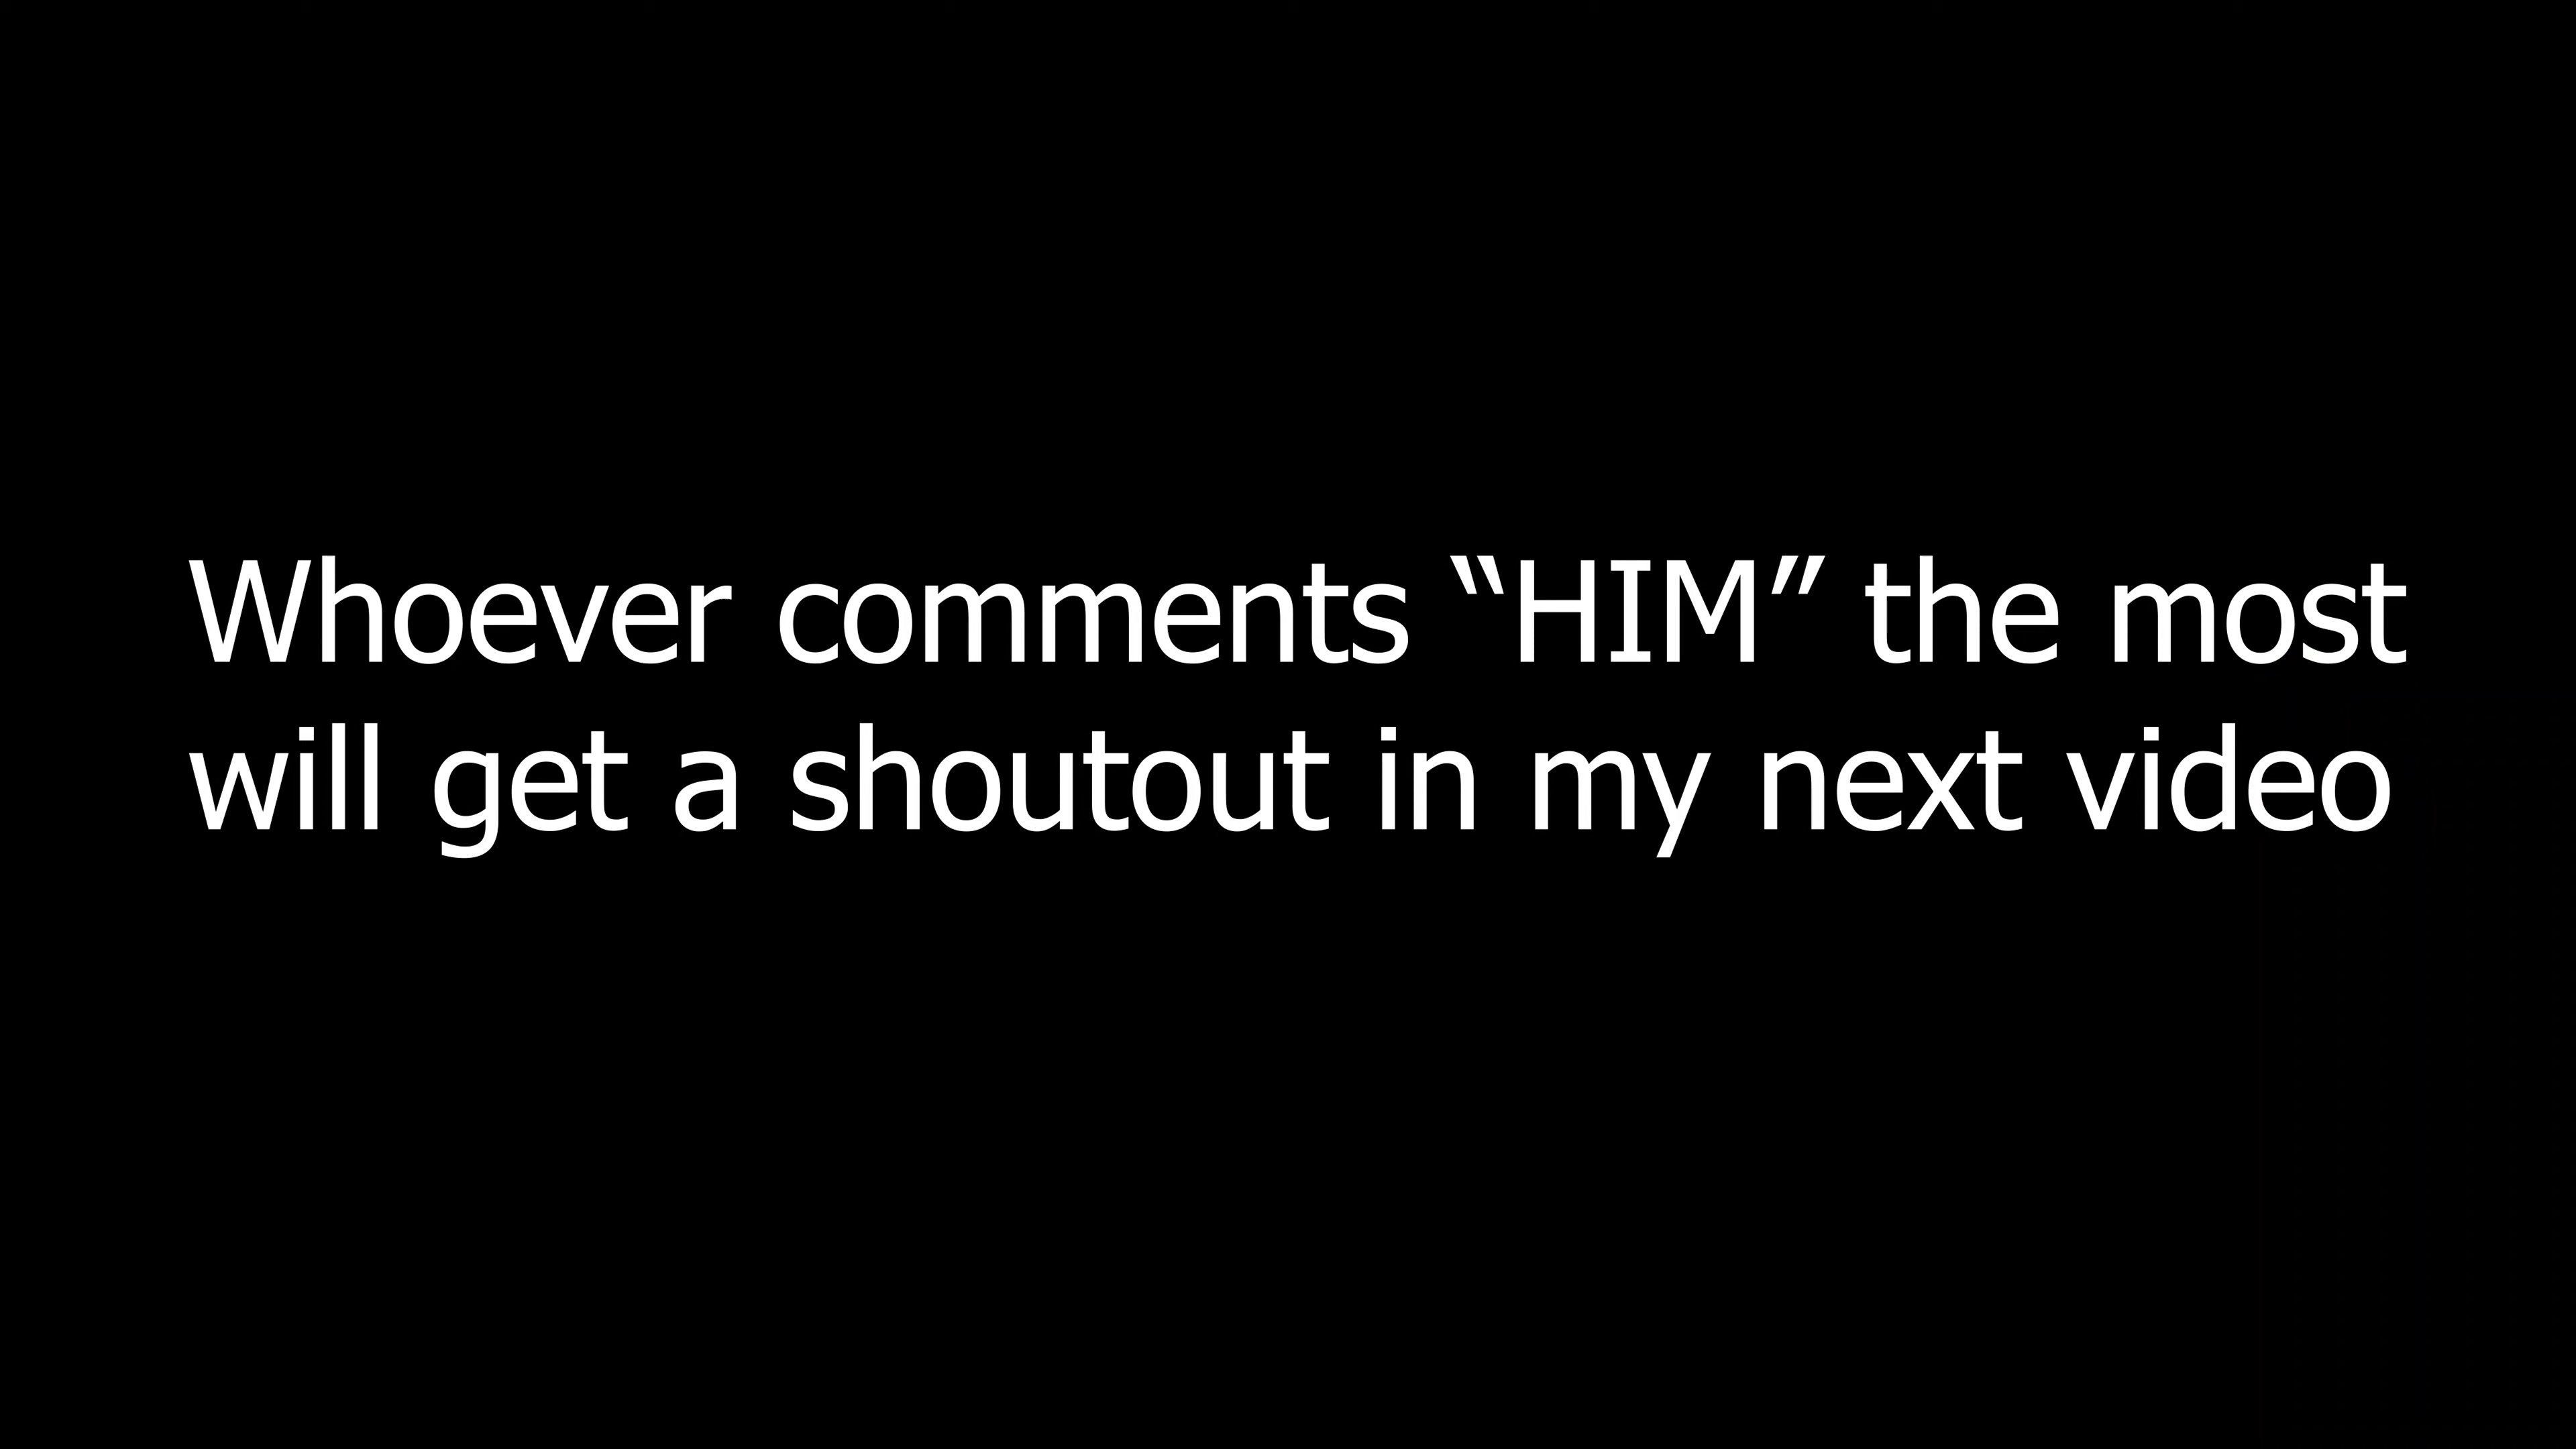 Whoever comments “HIM” the most
will get a shoutout in my next video